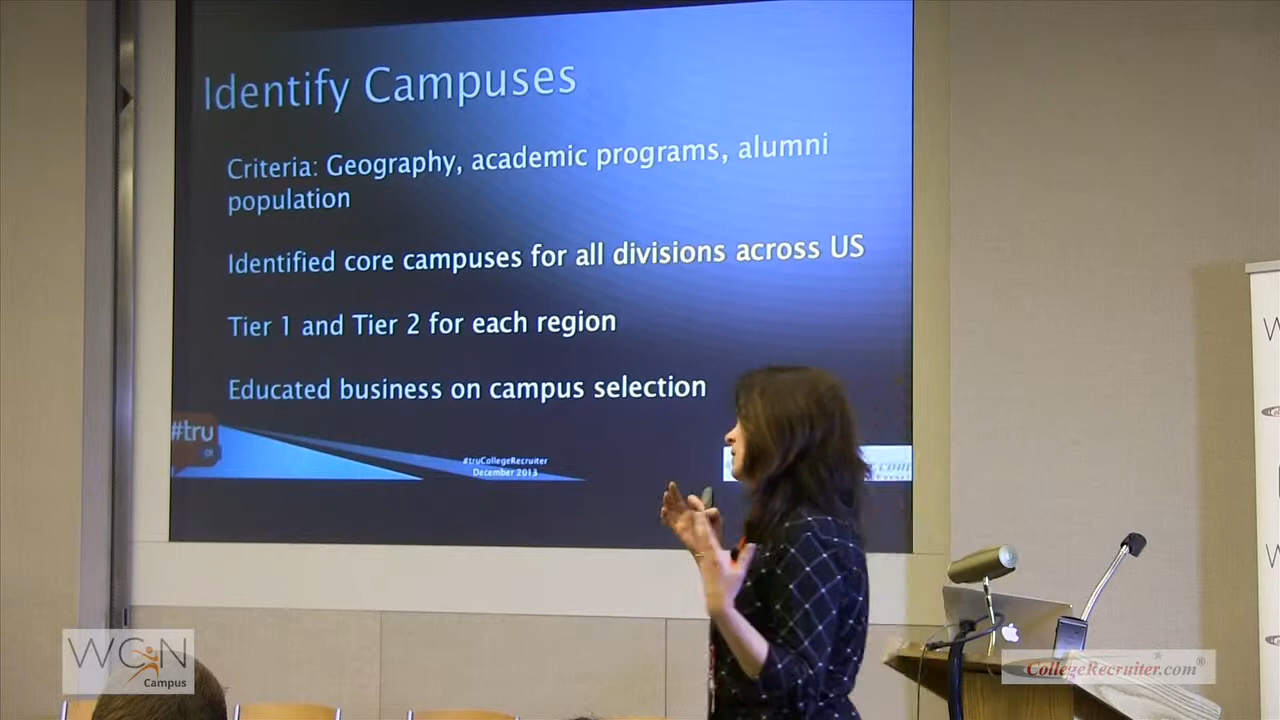 Identify Campuses
Criteria: Geography, academic programs, alumni
population
Identified core campuses for all divisions across US
Tier 1 and Tier 2 for each region
Educated business on campus selection
#tru
#truCollegeRecruiter
December 2013
WCN
Campus
CollegeRecruiter.com®